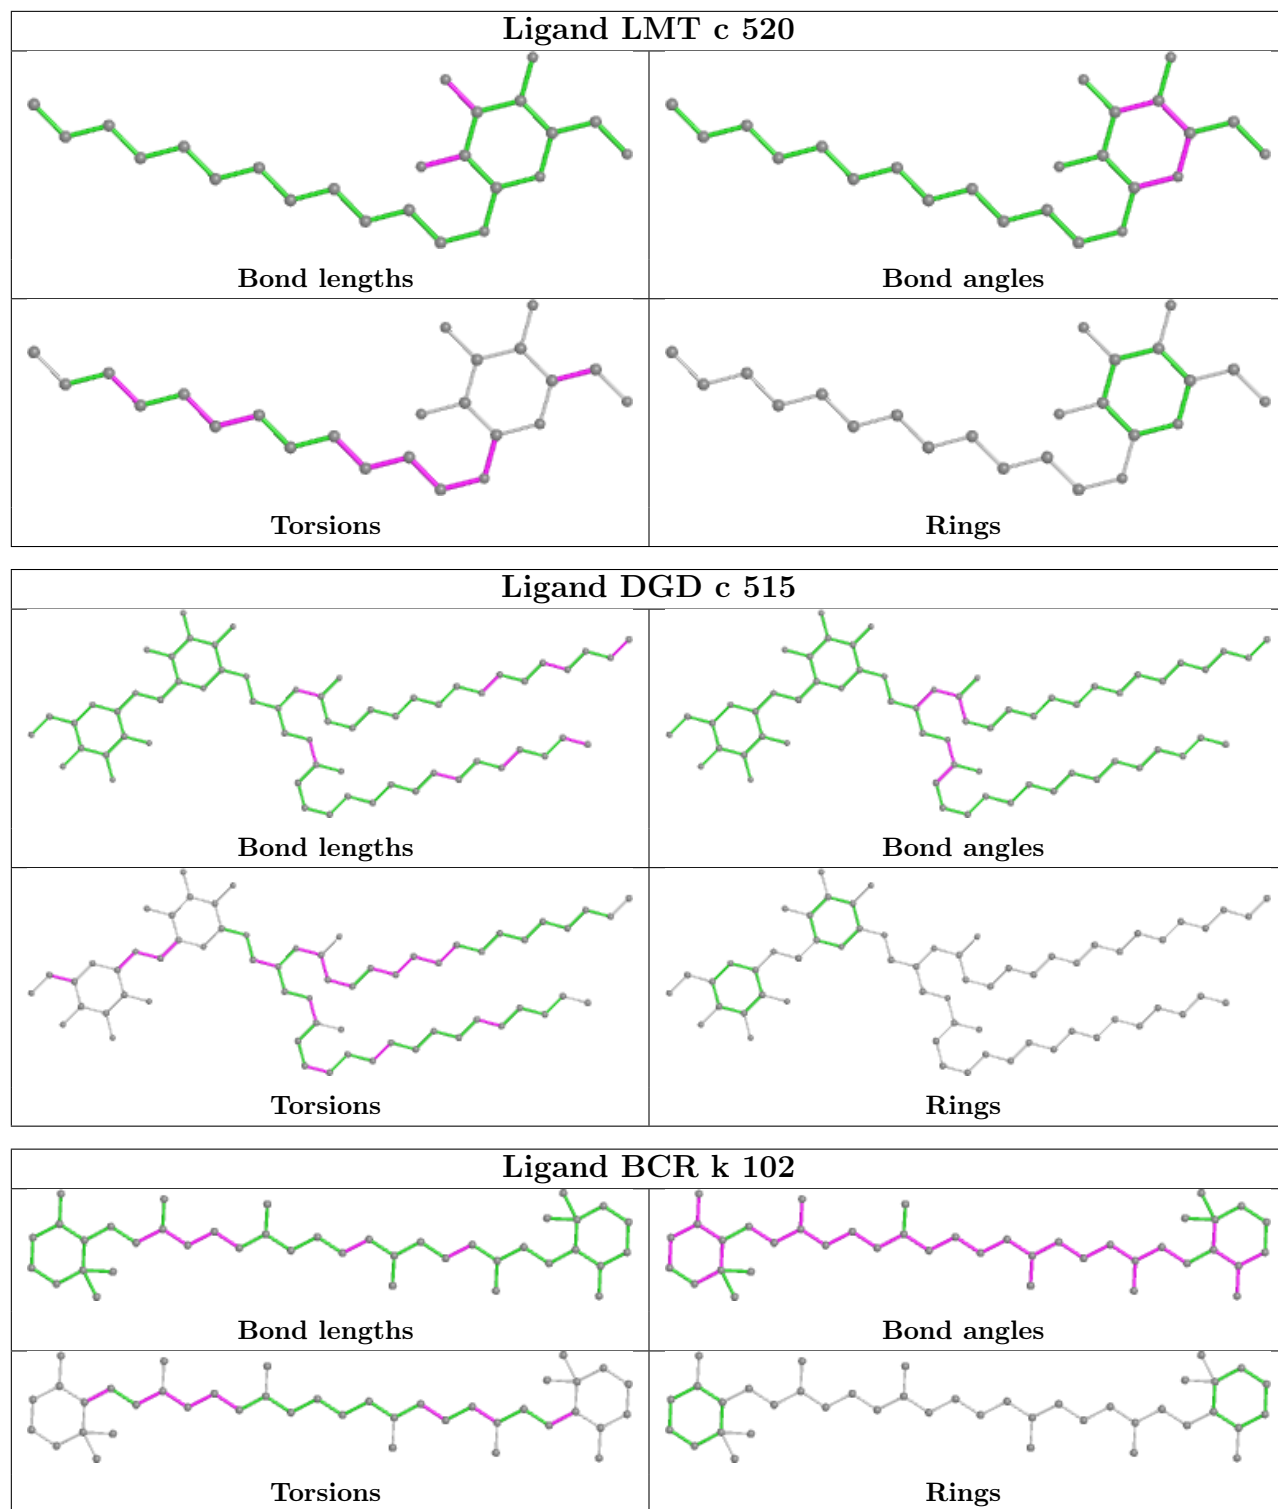 Ligand LMT c 520
Bond lengths
Bond angles
Torsions
Rings
Ligand DGD c 515
Bond lengths
Bond angles
Torsions
Rings
Ligand BCR k 102
Bond lengths
Bond angles
Torsions
Rings